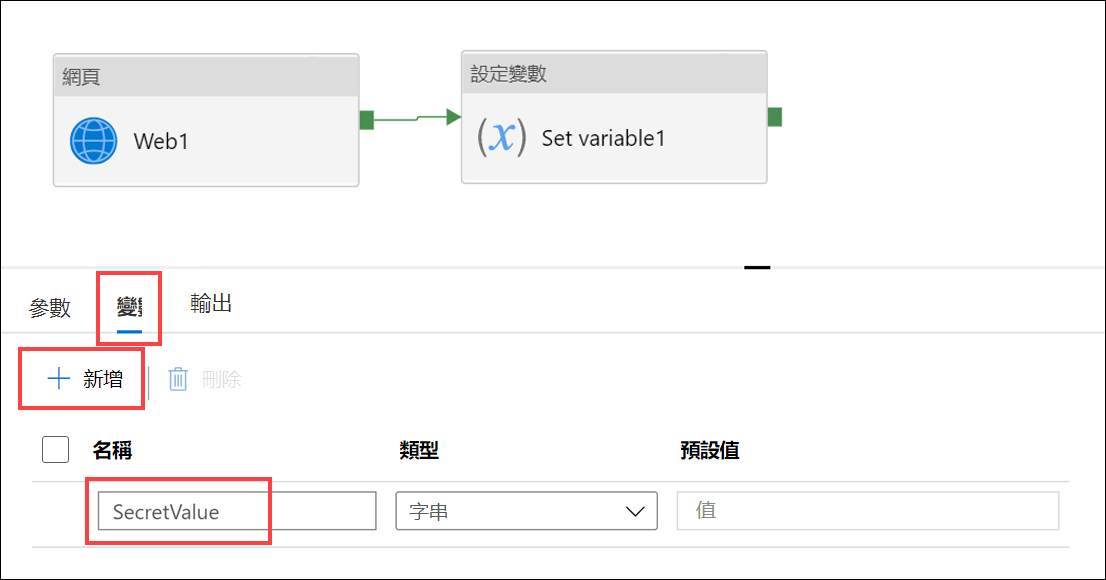 網頁
Web1
設定變數
(x) Set variable1
參數
變
輸出
新增
刪除
名稱
類型
預設值
SecretValue
字串
值